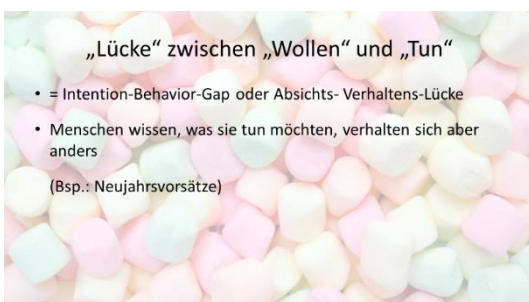 „Lücke“ zwischen „Wollen“ und „Tun“
• = Intention-Behavior-Gap oder Absichts- Verhaltens-Lücke
• Menschen wissen, was sie tun möchten, verhalten sich aber
anders
(Bsp.: Neujahrsvorsätze)